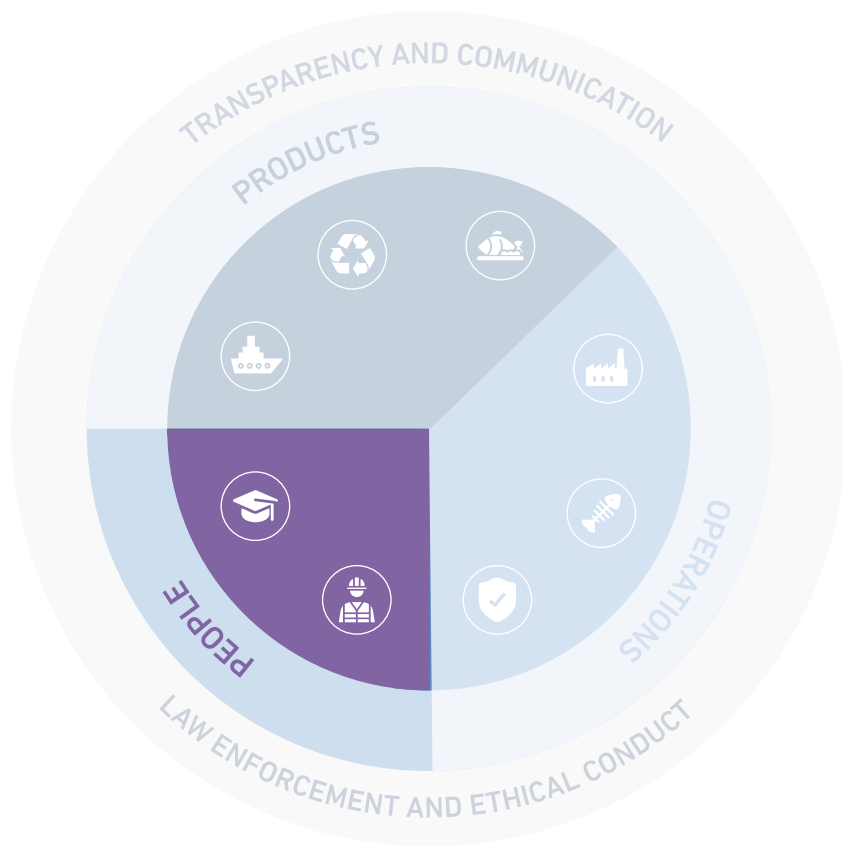 TRANSPARENCY AND COMMUNICATION
PRODUCTS
OPERATIONS
PEOPLE
LAW ENFORCEMENT AND ETHICAL CONDUCT